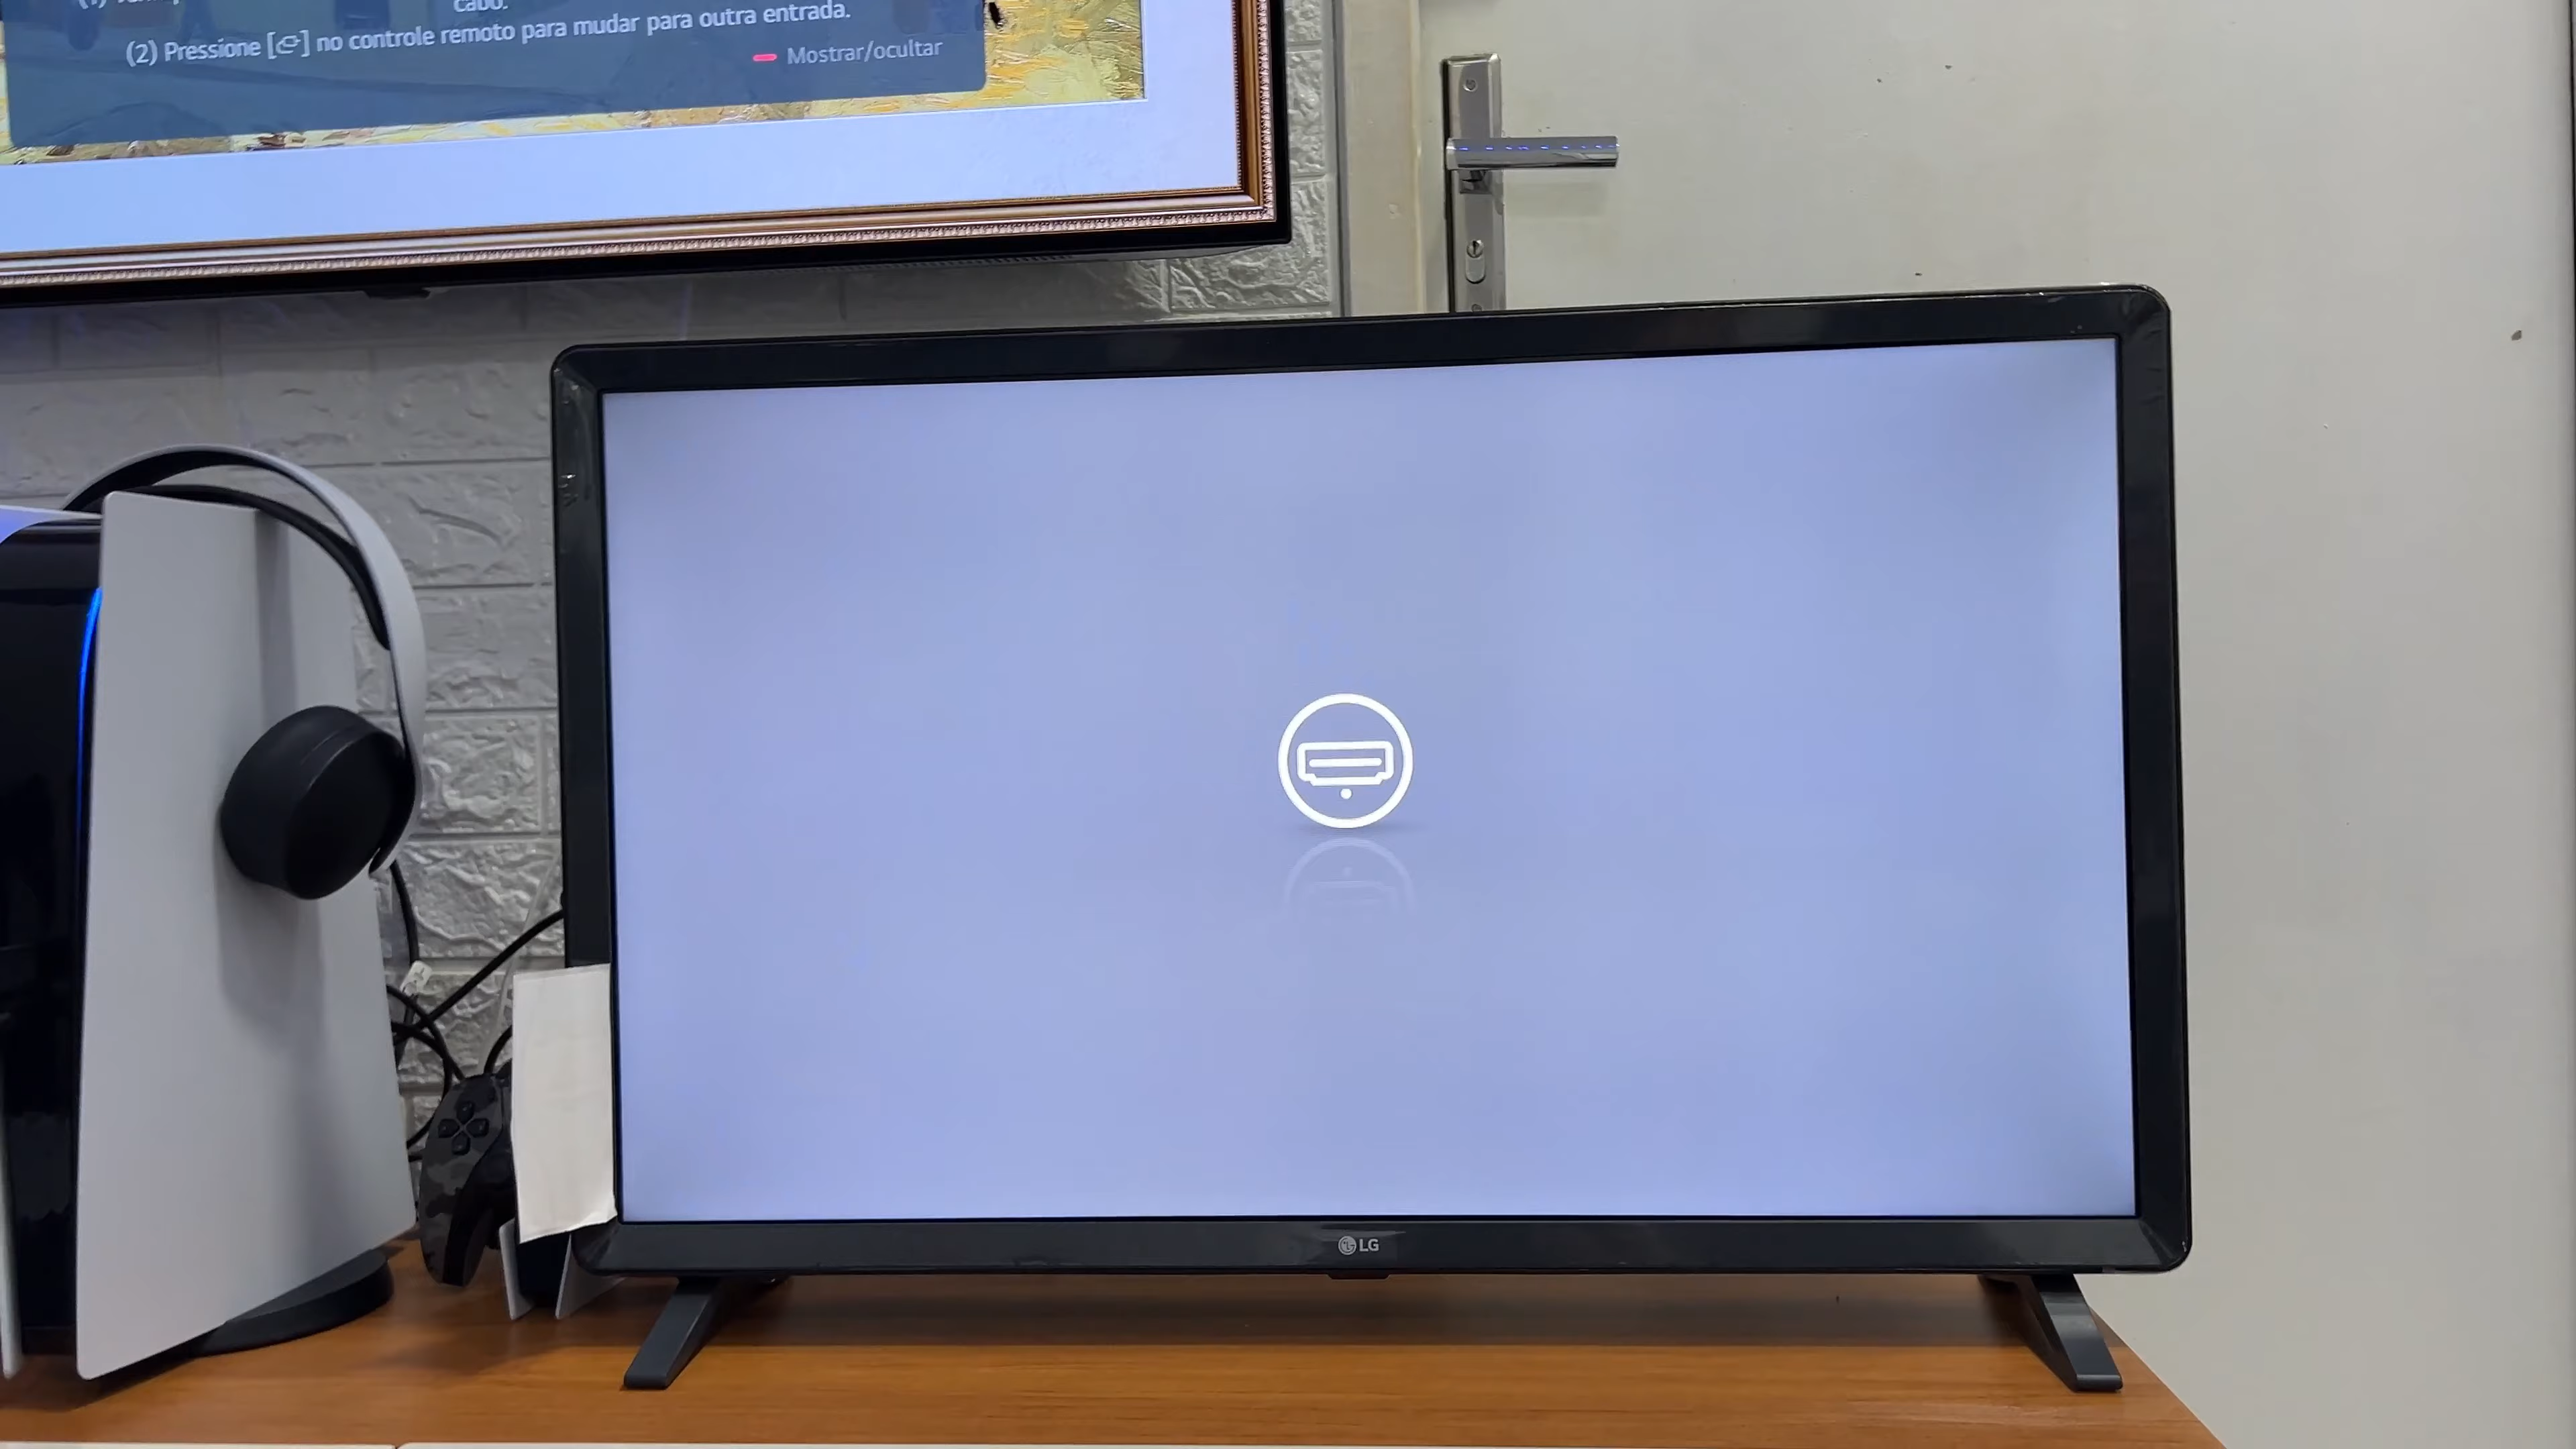 cabo.
(2) Pressione [⮂] no controle remoto para mudar para outra entrada.
Mostrar/ocultar
LG